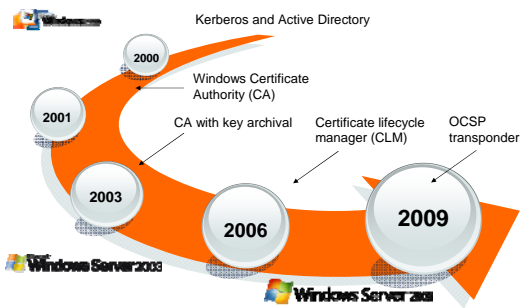 Kerberos and Active Directory
2000
Windows Certificate
Authority (CA)
2001
CA with key archival
Certificate lifecycle
manager (CLM)
OCSP
transponder
2003
2006
2009
Windows Server 2003
Windows Server